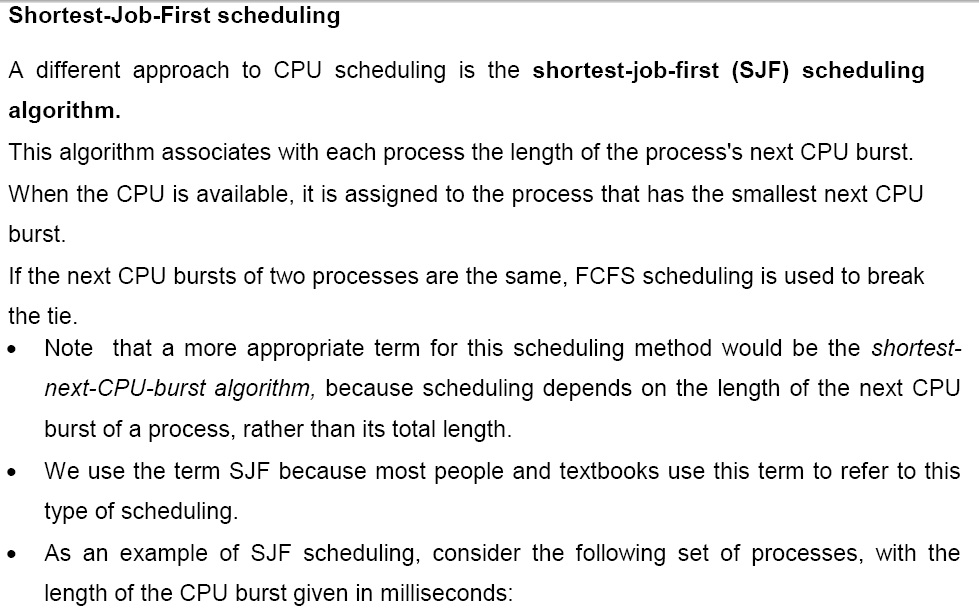 Shortest-Job-First scheduling
A different approach to CPU scheduling is the shortest-job-first (SJF) scheduling
algorithm.
This algorithm associates with each process the length of the process's next CPU burst.
When the CPU is available, it is assigned to the process that has the smallest next CPU
burst.
If the next CPU bursts of two processes are the same, FCFS scheduling is used to break
the tie.
• Note that a more appropriate term for this scheduling method would be the shortest-
next-CPU-burst algorithm, because scheduling depends on the length of the next CPU
burst of a process, rather than its total length.
• We use the term SJF because most people and textbooks use this term to refer to this
type of scheduling.
• As an example of SJF scheduling, consider the following set of processes, with the
length of the CPU burst given in milliseconds: